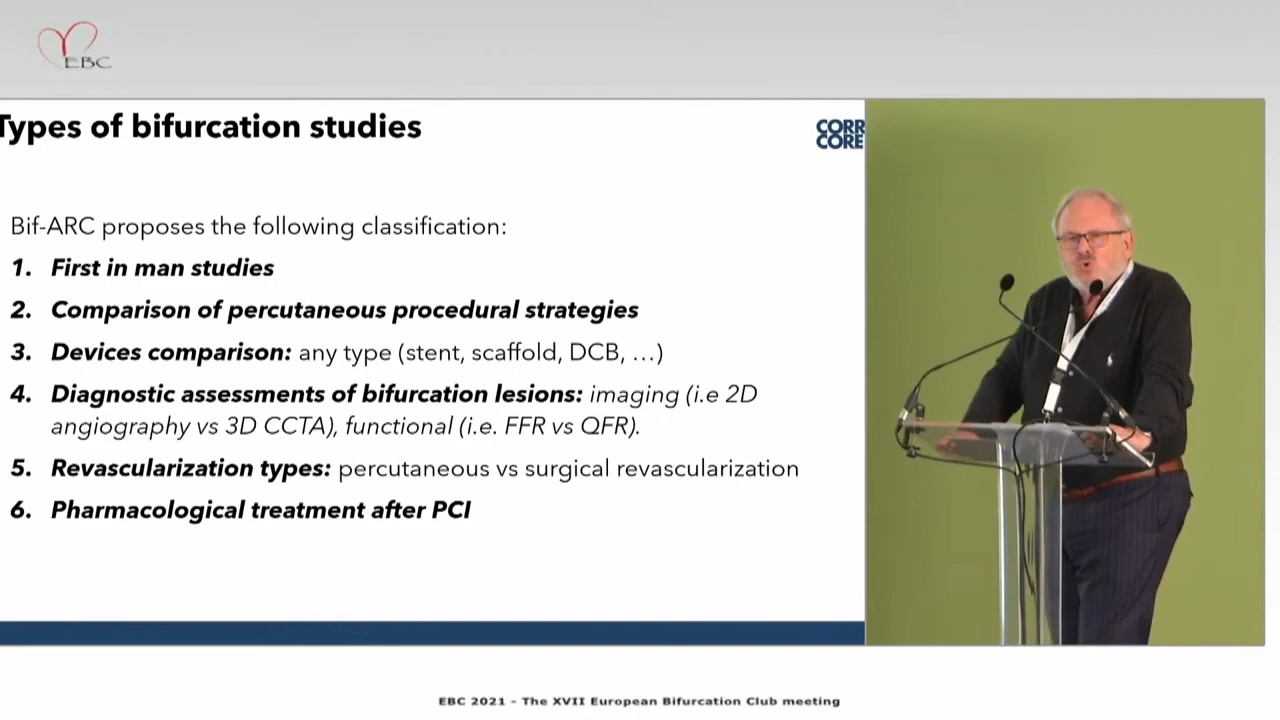 EBC
Types of bifurcation studies
CORR
CORE
Bif-ARC proposes the following classification:
1. First in man studies
2. Comparison of percutaneous procedural strategies
3. Devices comparison: any type (stent, scaffold, DCB, …)
4. Diagnostic assessments of bifurcation lesions: imaging (i.e 2D
angiography vs 3D CCTA), functional (i.e. FFR vs QFR).
5. Revascularization types: percutaneous vs surgical revascularization
6. Pharmacological treatment after PCI
EBC 2021 - The XVII European Bifurcation Club meeting